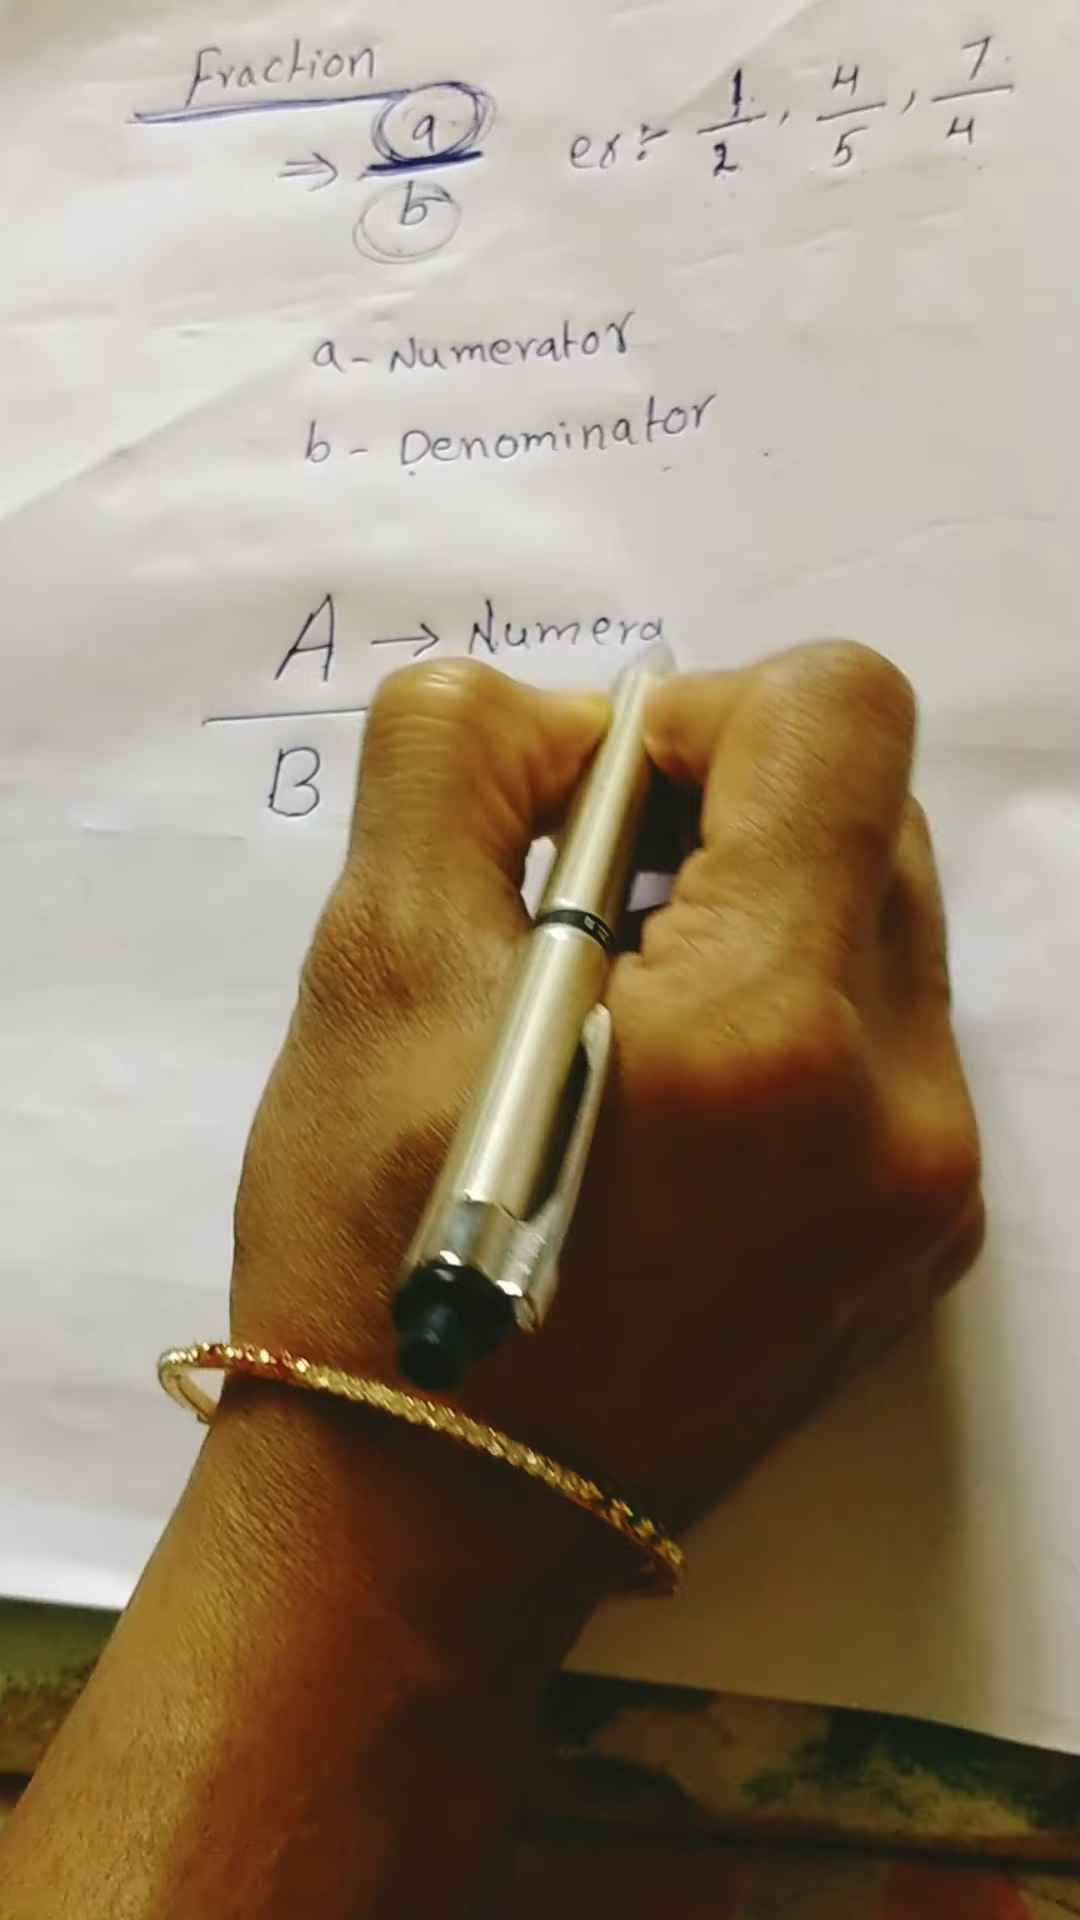 Fraction
⇒ a/b ex:- 1/2, 4/5, 7/4
a - Numerator
b - Denominator
A → Numera
B